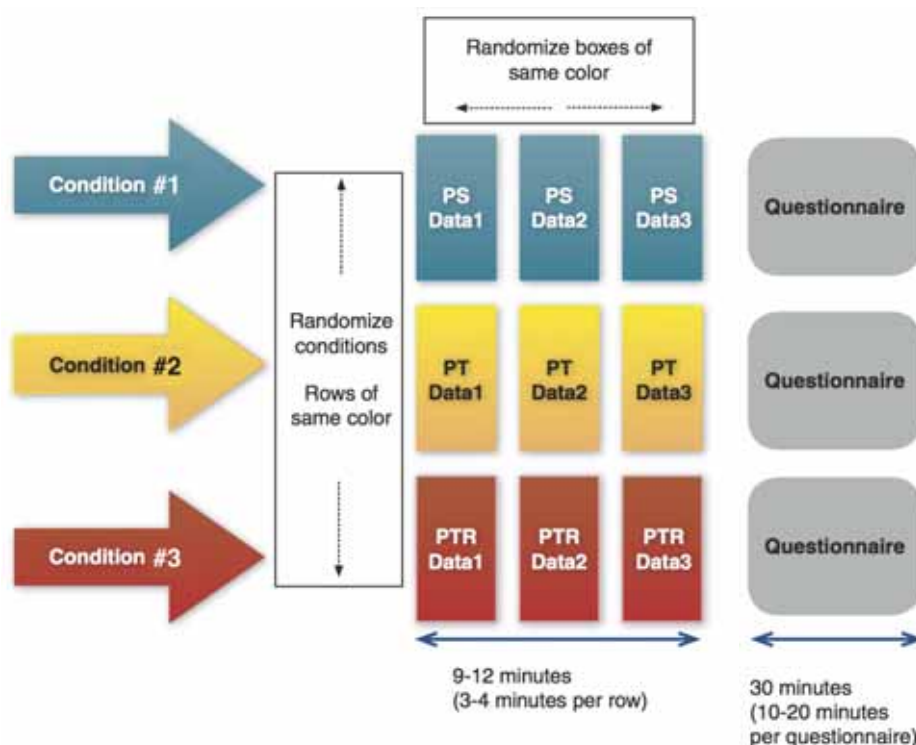 Randomize boxes of
same color
Condition #1
PS
Data1
PS
Data2
PS
Data3
Questionnaire
Randomize
conditions
Rows of
same color
Condition #2
PT
Data1
PT
Data2
PT
Data3
Questionnaire
Condition #3
PTR
Data1
PTR
Data2
PTR
Data3
Questionnaire
9-12 minutes
(3-4 minutes per row)
30 minutes
(10-20 minutes
per questionnaire)